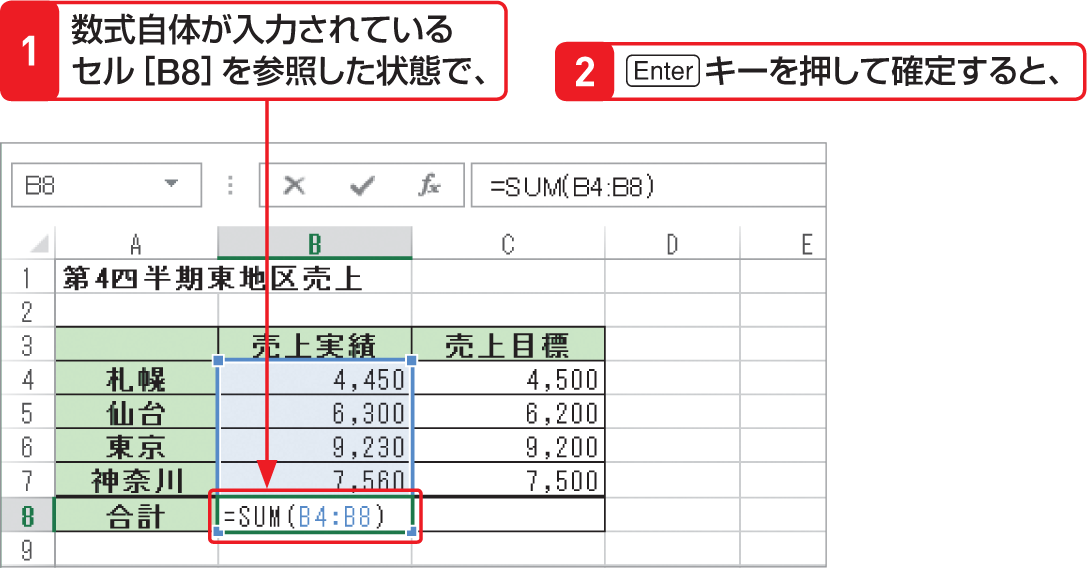 1 数式自体が入力されている
セル［B8］を参照した状態で、
2 Enter キーを押して確定すると、
B8 fx =SUM(B4:B8)
A B C D E
1 第4四半期東地区売上
2
3 売上実績 売上目標
4 札幌 4,450 4,500
5 仙台 6,300 6,200
6 東京 9,230 9,200
7 神奈川 7,560 7,500
8 合計 =SUM(B4:B8)
9